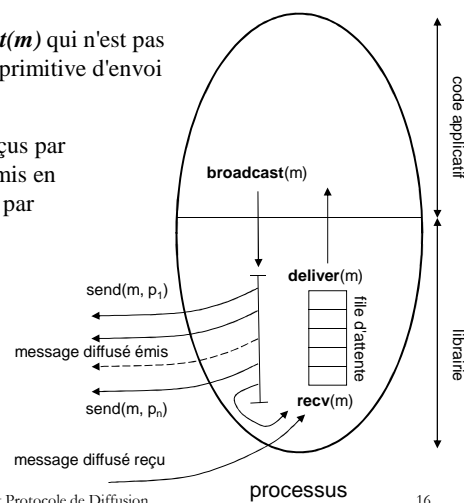 t(m) qui n'est pas
primitive d'envoi
çus par
mis en
par
broadcast(m)
code applicatif
deliver(m)
file d'attente
send(m, p1)
message diffusé émis
send(m, pn)
recv(m)
librairie
message diffusé reçu
processus
Protocole de Diffusion
16